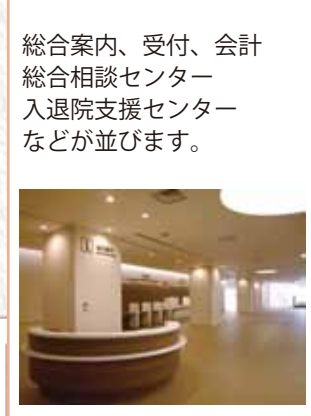 総合案内、受付、会計
総合相談センター
入退院支援センター
などが並びます。